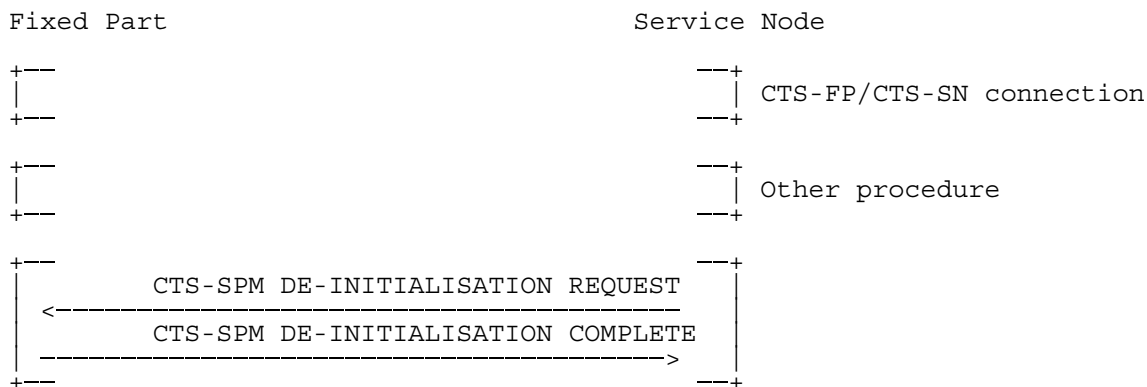 Fixed Part Service Node
CTS-FP/CTS-SN connection
Other procedure
CTS-SPM DE-INITIALISATION REQUEST
CTS-SPM DE-INITIALISATION COMPLETE